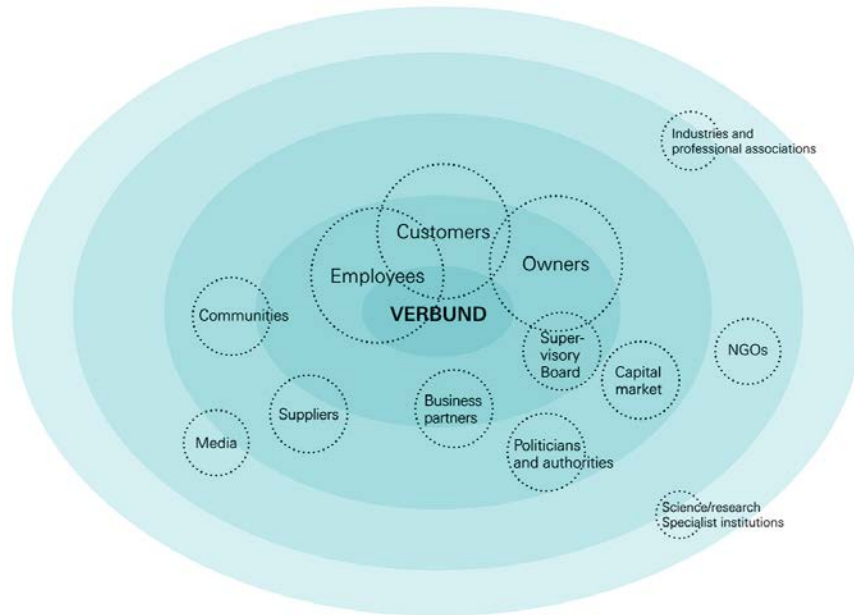 Industries and
professional associations
Customers
Owners
Employees
Communities
VERBUND
Super-
visory
Board
NGOs
Capital
market
Business
partners
Suppliers
Media
Politicians
and authorities
Science/research
Specialist institutions